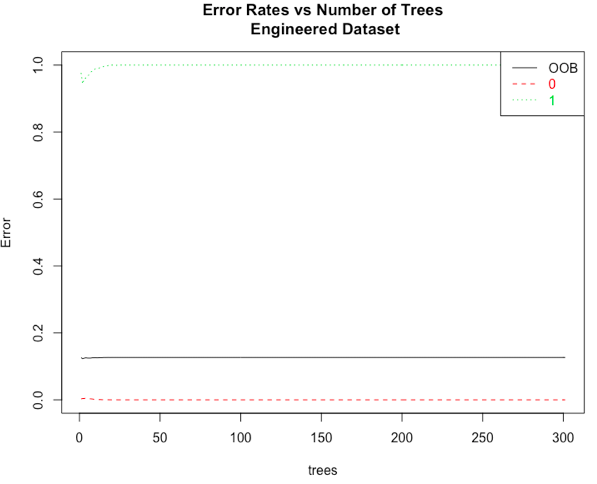 Error Rates vs Number of Trees
Engineered Dataset
OOB
0
1
Error
0.0
0.2
0.4
0.6
0.8
1.0
0 50 100 150 200 250 300
trees